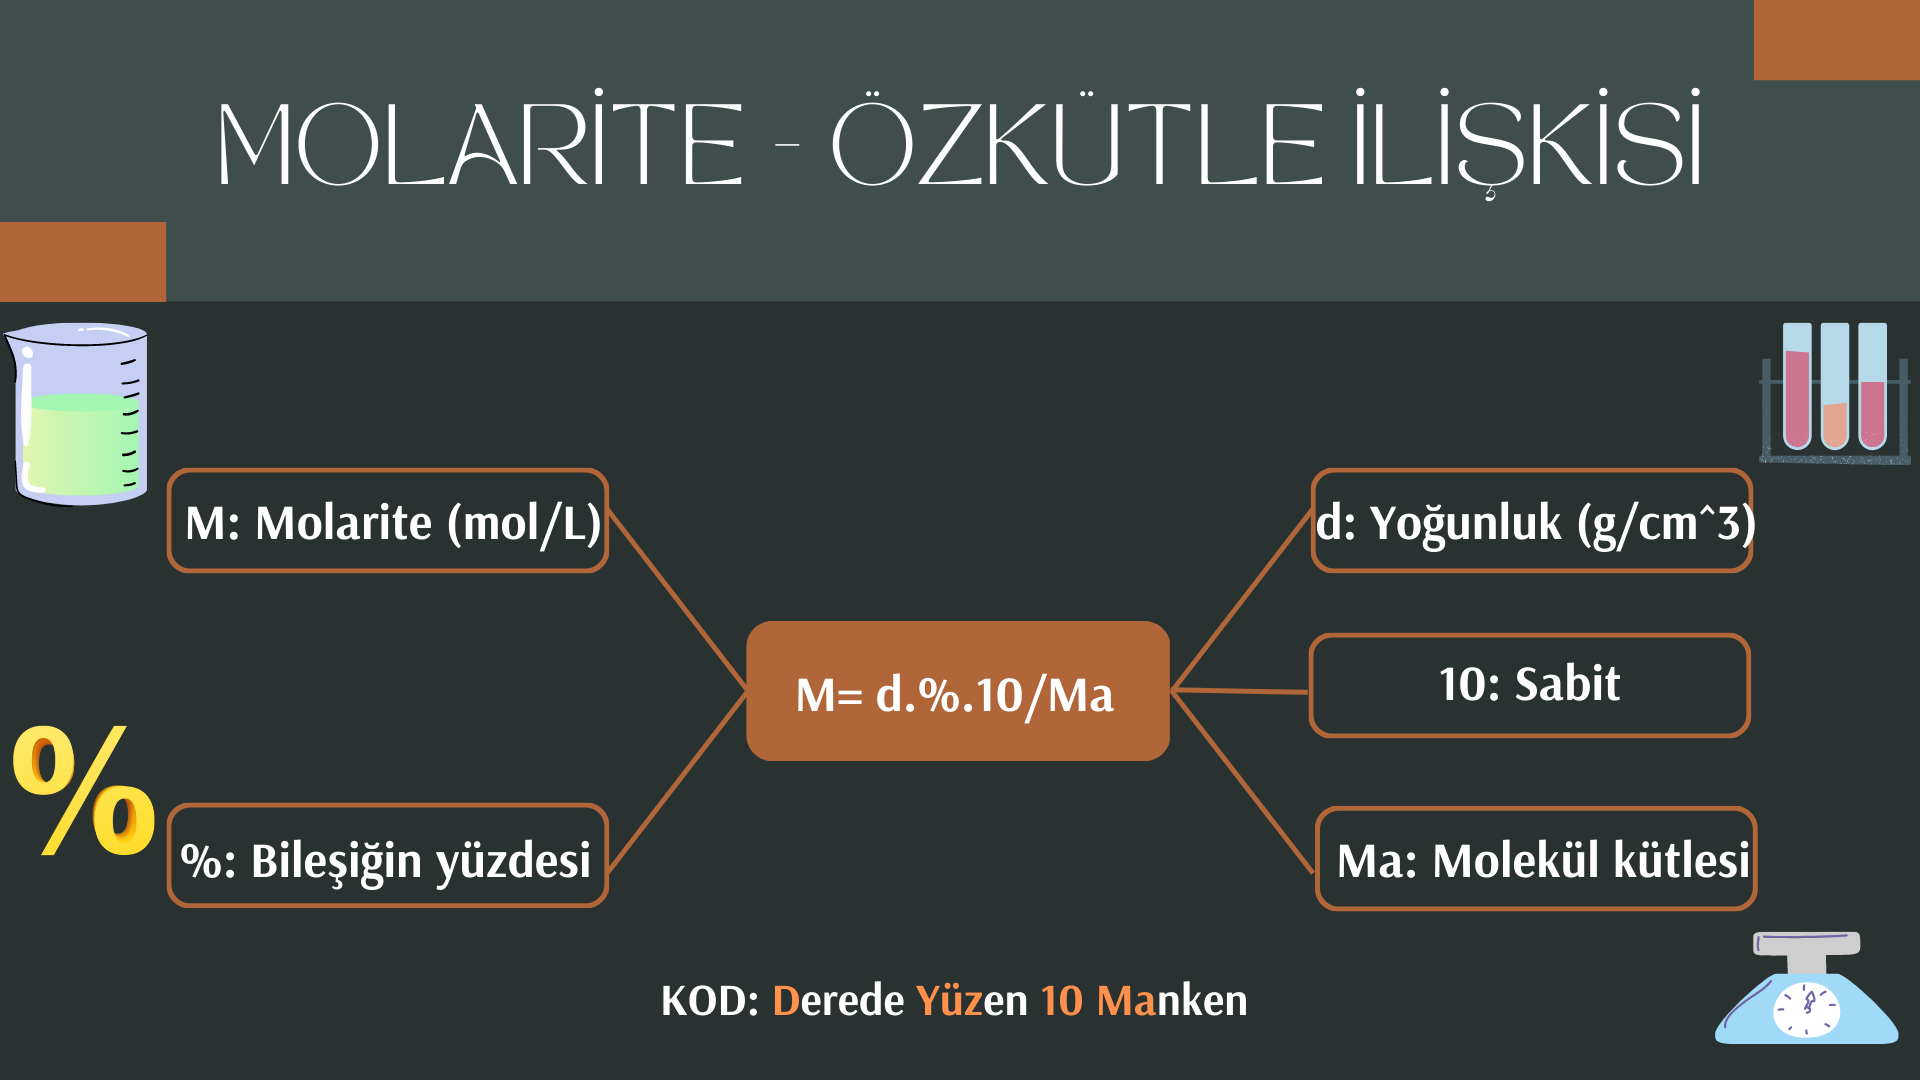 MOLARİTE - ÖZKÜTLE İLİŞKİSİ
M: Molarite (mol/L)
d: Yoğunluk (g/cm^3)
M= d.%.10/Ma
10: Sabit
%: Bileşiğin yüzdesi
Ma: Molekül kütlesi
KOD: Derede Yüzen 10 Manken